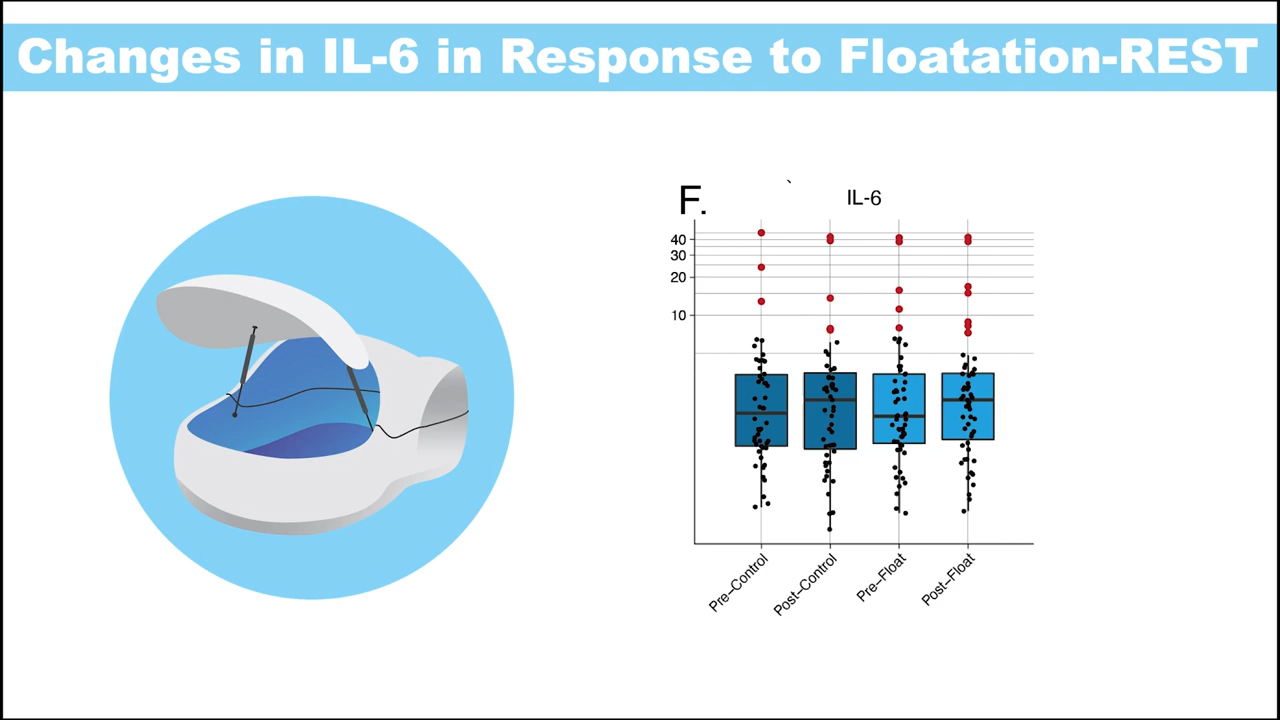 Changes in IL-6 in Response to Floatation-REST
F.
IL-6
40
30
20
10
Pre–Control
Post–Control
Pre–Float
Post–Float